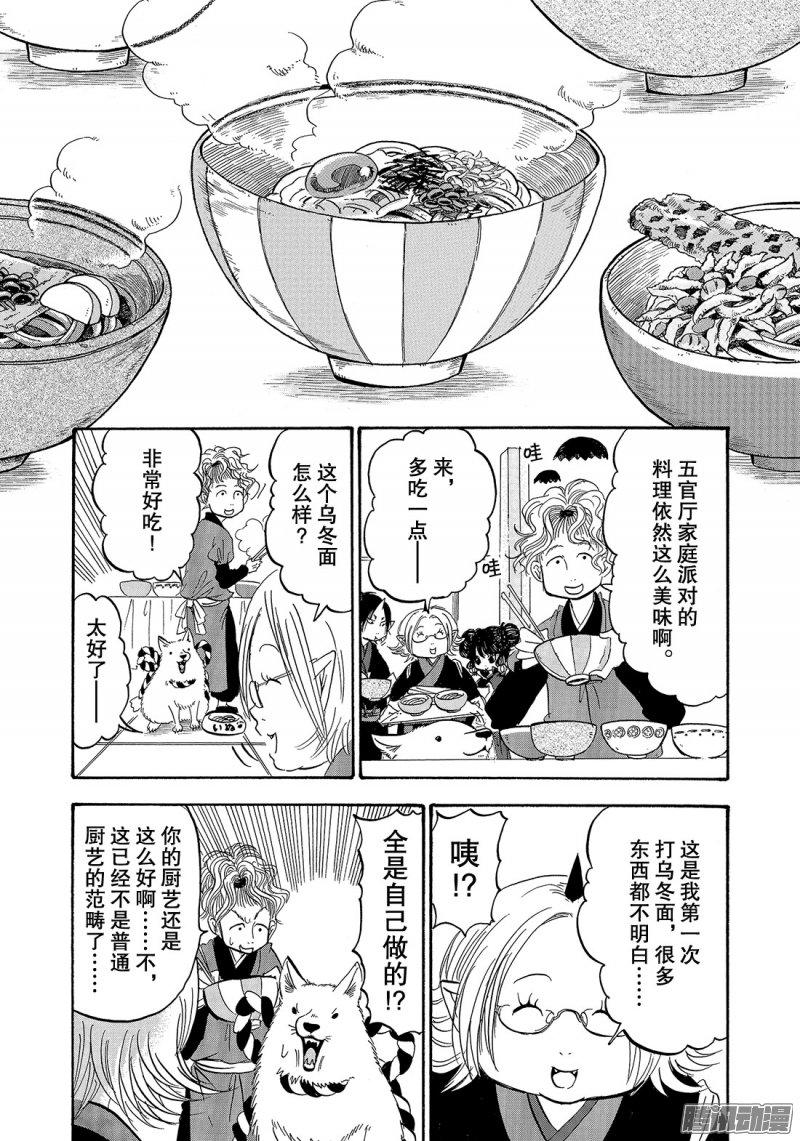 五官厅家庭派对的
料理依然这么美味啊。
哇
来，
多吃一点——
哇
这个乌冬面
怎么样？
非常好吃！
太好了——
いぬ
这是我第一次
打乌冬面，很多
东西都不明白……
咦！？
全是自己做的！？
你的厨艺还是
这么好啊……不，
这已经不是普通
厨艺的范畴了……
腾讯动漫